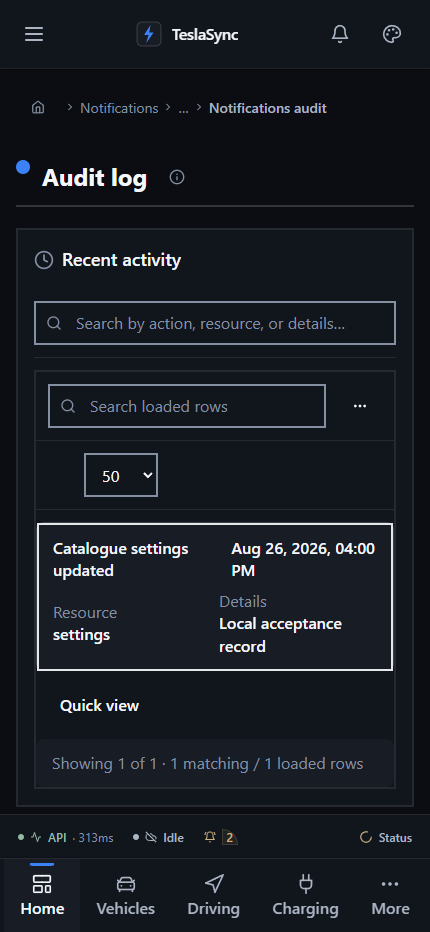 TeslaSync
Notifications
...
Notifications audit
Audit log
Recent activity
Search by action, resource, or details...
Search loaded rows
50
Catalogue settings
updated
Aug 26, 2026, 04:00
PM
Resource
settings
Details
Local acceptance
record
Quick view
Showing 1 of 1 · 1 matching / 1 loaded rows
API · 313ms
Idle
2
Status
Home
Vehicles
Driving
Charging
More